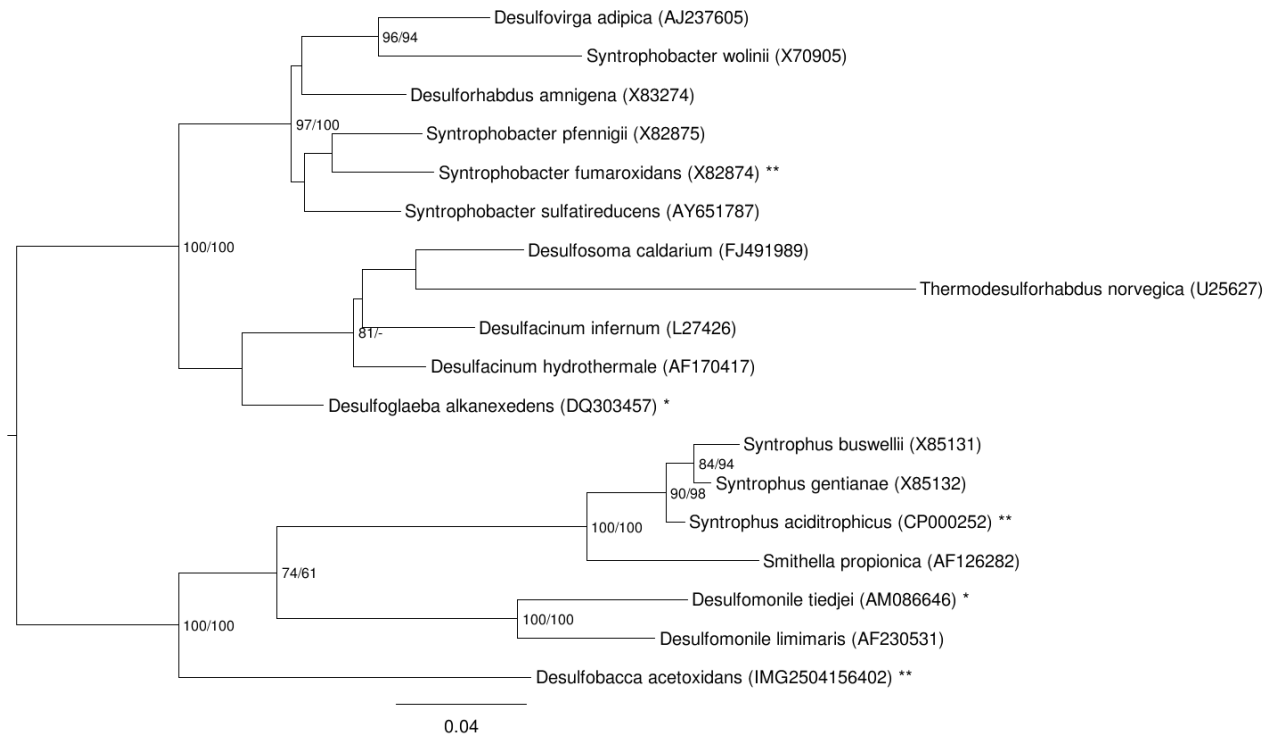 Desulfovirga adipica (AJ237605)
96/94
Syntrophobacter wolinii (X70905)
Desulforhabdus amnigena (X83274)
97/100
Syntrophobacter pfennigii (X82875)
Syntrophobacter fumaroxidans (X82874) **
Syntrophobacter sulfatireducens (AY651787)
100/100
Desulfosoma caldarium (FJ491989)
Thermodesulforhabdus norvegica (U25627)
Desulfacinum infernum (L27426)
81/-
Desulfacinum hydrothermale (AF170417)
Desulfoglaeba alkanexedens (DQ303457) *
Syntrophus buswellii (X85131)
84/94
Syntrophus gentianae (X85132)
90/98
Syntrophus aciditrophicus (CP000252) **
100/100
Smithella propionica (AF126282)
74/61
Desulfomonile tiedjei (AM086646) *
100/100
100/100
Desulfomonile limimaris (AF230531)
Desulfobacca acetoxidans (IMG2504156402) **
0.04